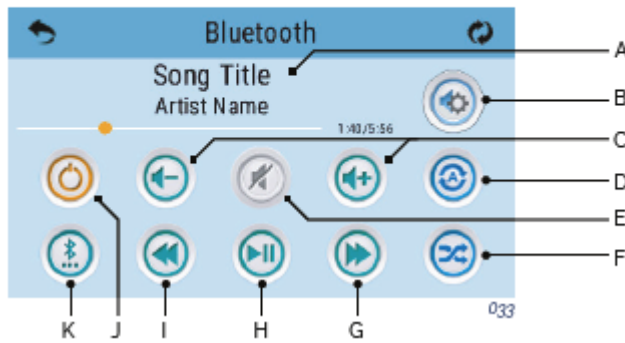 Bluetooth
Song Title
Artist Name
1:40/5:56
A
B
C
D
A
E
F
033
K
J
I
H
G